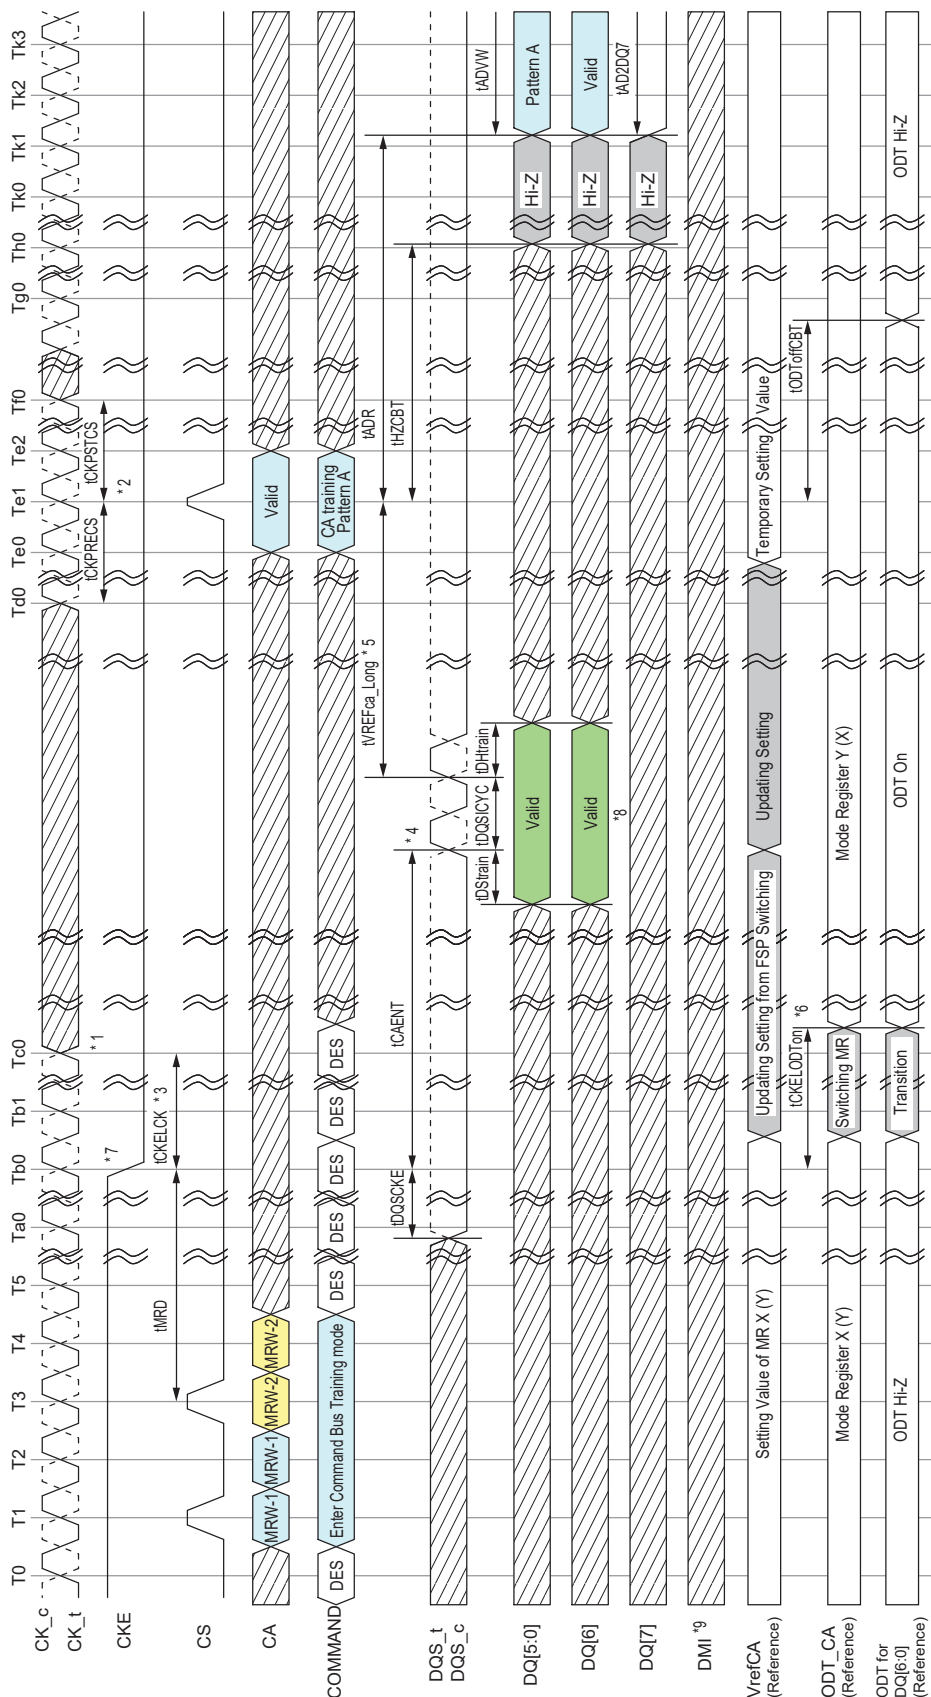 T0 T1 T2 T3 T4 T5 Ta0 Tb0 Tb1 Tc0 Td0 Te0 Te1 Te2 Tf0 Tg0 Th0 Tk0 Tk1 Tk2 Tk3
CK_c
CK_t
* 1
tCKPRECS
tCKPSTCS
* 2
CKE
* 7
tCKELCK * 3
CS
tMRD
CA
MRW-1 MRW-1 MRW-2 MRW-2 Valid
COMMAND
DES Enter Command Bus Training mode DES DES DES DES DES
CA training
Pattern A
tADR
tVREFca_Long * 5
tHZCBT
tDQSCKE
tCAENT
* 4
DQS_t
DQS_c
tDStrain
tDQSICYC
tDHtrain
tADVW
DQ[5:0]
Valid
Hi-Z
Pattern A
DQ[6]
Valid
Hi-Z
Valid
*8
tAD2DQ7
DQ[7]
Hi-Z
DMI *9
VrefCA
(Reference)
Setting Value of MR X (Y)
Updating Setting from FSP Switching
Updating Setting
Temporary Setting Value
tCKELODTon
*6
tODToffCBT
ODT_CA
(Reference)
Mode Register X (Y)
Switching MR
Mode Register Y (X)
ODT for
DQ[6:0]
(Reference)
ODT Hi-Z
Transition
ODT On
ODT Hi-Z